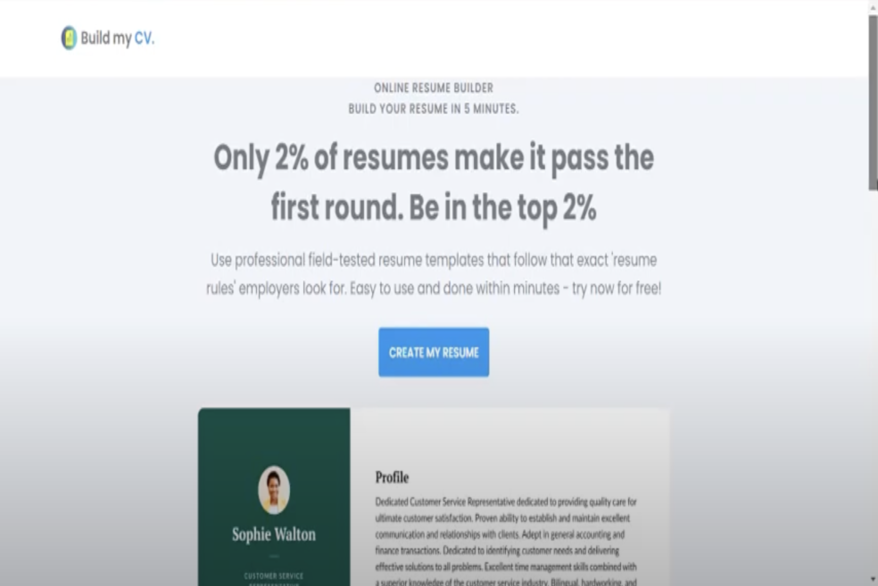 Build my CV.
ONLINE RESUME BUILDER
BUILD YOUR RESUME IN 5 MINUTES.
Only 2% of resumes make it pass the
first round. Be in the top 2%
Use professional field-tested resume templates that follow that exact 'resume
rules' employers look for. Easy to use and done within minutes - try now for free!
CREATE MY RESUME
Sophie Walton
CUSTOMER SERVICE
REPRESENTATIVE
Profile
Dedicated Customer Service Representative dedicated to providing quality care for
ultimate customer satisfaction. Proven ability to establish and maintain excellent
communication and relationships with clients. Adept in general accounting and
finance transactions. Dedicated to identifying customer needs and delivering
effective solutions to all problems. Excellent time management skills combined with
a superior knowledge of the customer service industry. Bilingual, hardworking, and